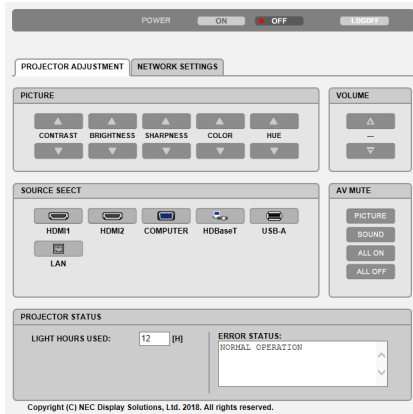 POWER ON OFF LOGOFF
PROJECTOR ADJUSTMENT NETWORK SETTINGS
PICTURE VOLUME
CONTRAST BRIGHTNESS SHARPNESS COLOR HUE ---
SOURCE SEECT AV MUTE
PICTURE
HDMI1 HDMI2 COMPUTER HDBaseT USB-A SOUND
ALL ON
LAN ALL OFF
PROJECTOR STATUS
LIGHT HOURS USED: 12 [H] ERROR STATUS:
NORMAL OPERATION
Copyright (C) NEC Display Solutions, Ltd. 2018. All rights reserved.